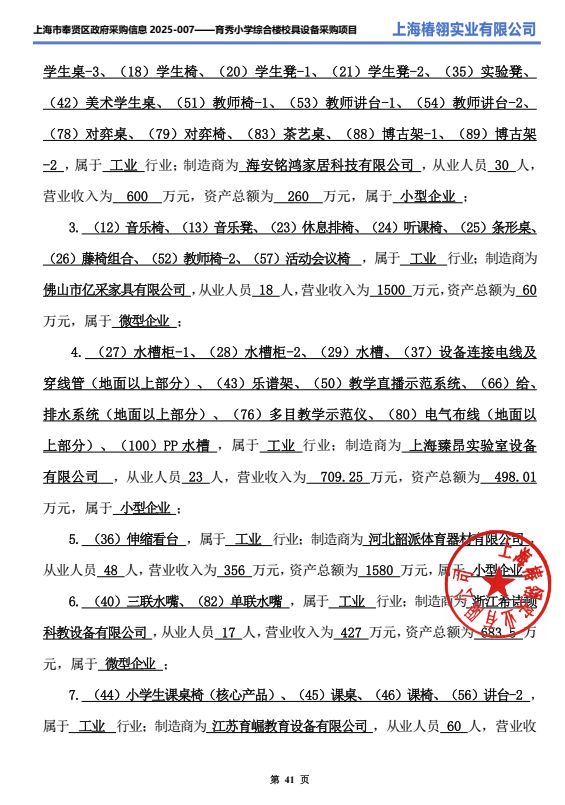 上海市奉贤区政府采购信息 2025-007——育秀小学综合楼校具设备采购项目 上海椿翎实业有限公司
学生桌-3、（18）学生椅、（20）学生凳-1、（21）学生凳-2、（35）实验凳、
（42）美术学生桌、（51）教师椅-1、（53）教师讲台-1、（54）教师讲台-2、
（78）对弈桌、（79）对弈椅、（83）茶艺桌、（88）博古架-1、（89）博古架
-2 ，属于 工业 行业；制造商为 海安铭鸿家居科技有限公司 ，从业人员 30 人，
营业收入为 600 万元，资产总额为 260 万元，属于 小型企业 ；
3. （12）音乐椅、（13）音乐凳、（23）休息排椅、（24）听课椅、（25）条形桌、
（26）藤椅组合、（52）教师椅-2、（57）活动会议椅 ，属于 工业 行业；制造商为
佛山市亿采家具有限公司 ，从业人员 18 人，营业收入为 1500 万元，资产总额为 60
万元，属于 微型企业 ；
4. （27）水槽柜-1、（28）水槽柜-2、（29）水槽、（37）设备连接电线及
穿线管（地面以上部分）、（43）乐谱架、（50）教学直播示范系统、（66）给、
排水系统（地面以上部分）、（76）多目教学示范仪、（80）电气布线（地面以
上部分）、（100）PP 水槽 ，属于 工业 行业；制造商为 上海臻昂实验室设备
有限公司 ，从业人员 23 人，营业收入为 709.25 万元，资产总额为 498.01
万元，属于 小型企业 ；
5. （36）伸缩看台 ，属于 工业 行业；制造商为 河北韶派体育器材有限公司 ，
从业人员 48 人，营业收入为 356 万元，资产总额为 1580 万元，属于 小型企业
6. （40）三联水嘴、（82）单联水嘴 ，属于 工业 行业；制造商为 浙江希诗顿
科教设备有限公司 ，从业人员 17 人，营业收入为 427 万元，资产总额为 683.5 万
元，属于 微型企业 ；
7. （44）小学生课桌椅（核心产品）、（45）课桌、（46）课椅、（56）讲台-2 ，
属于 工业 行业；制造商为 江苏育崛教育设备有限公司 ，从业人员 60 人，营业收
上海椿翎实业有限公司
第 41 页